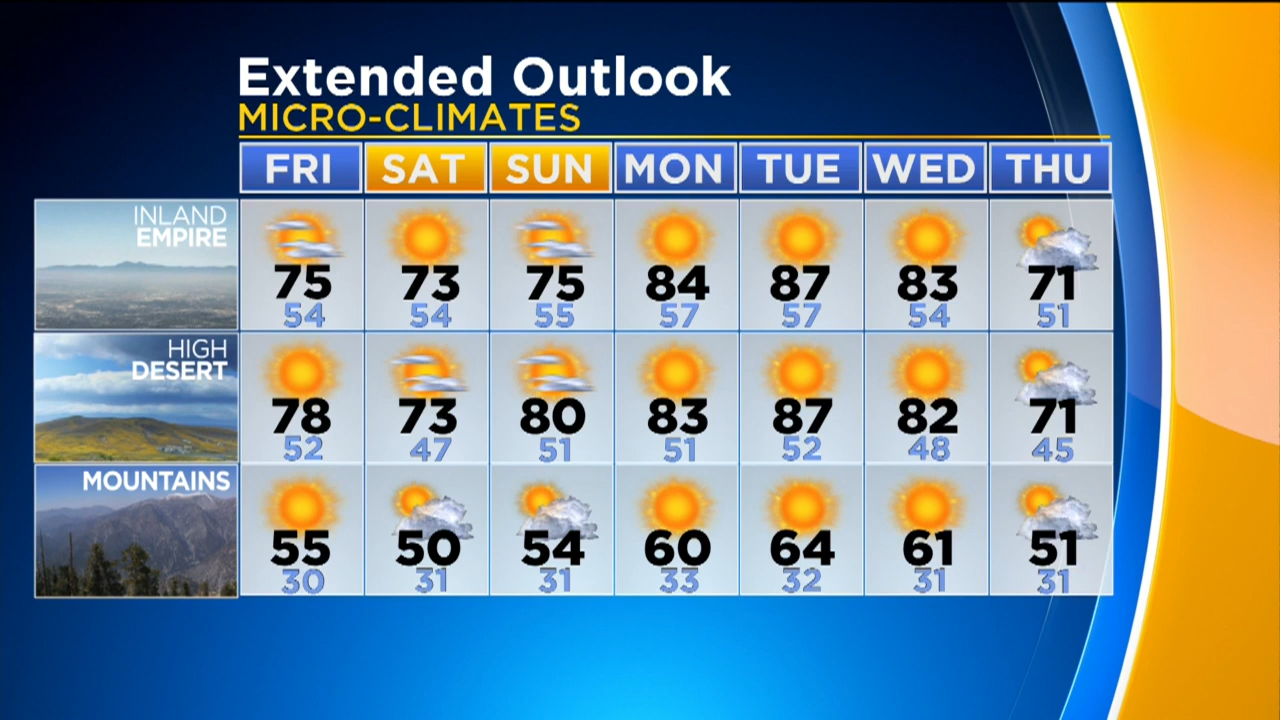 Extended Outlook
MICRO-CLIMATES
FRI SAT SUN MON TUE WED THU
INLAND
EMPIRE
75 73 75 84 87 83 71
54 54 55 57 57 54 51
HIGH
DESERT
78 73 80 83 87 82 71
52 47 51 51 52 48 45
MOUNTAINS
55 50 54 60 64 61 51
30 31 31 33 32 31 31